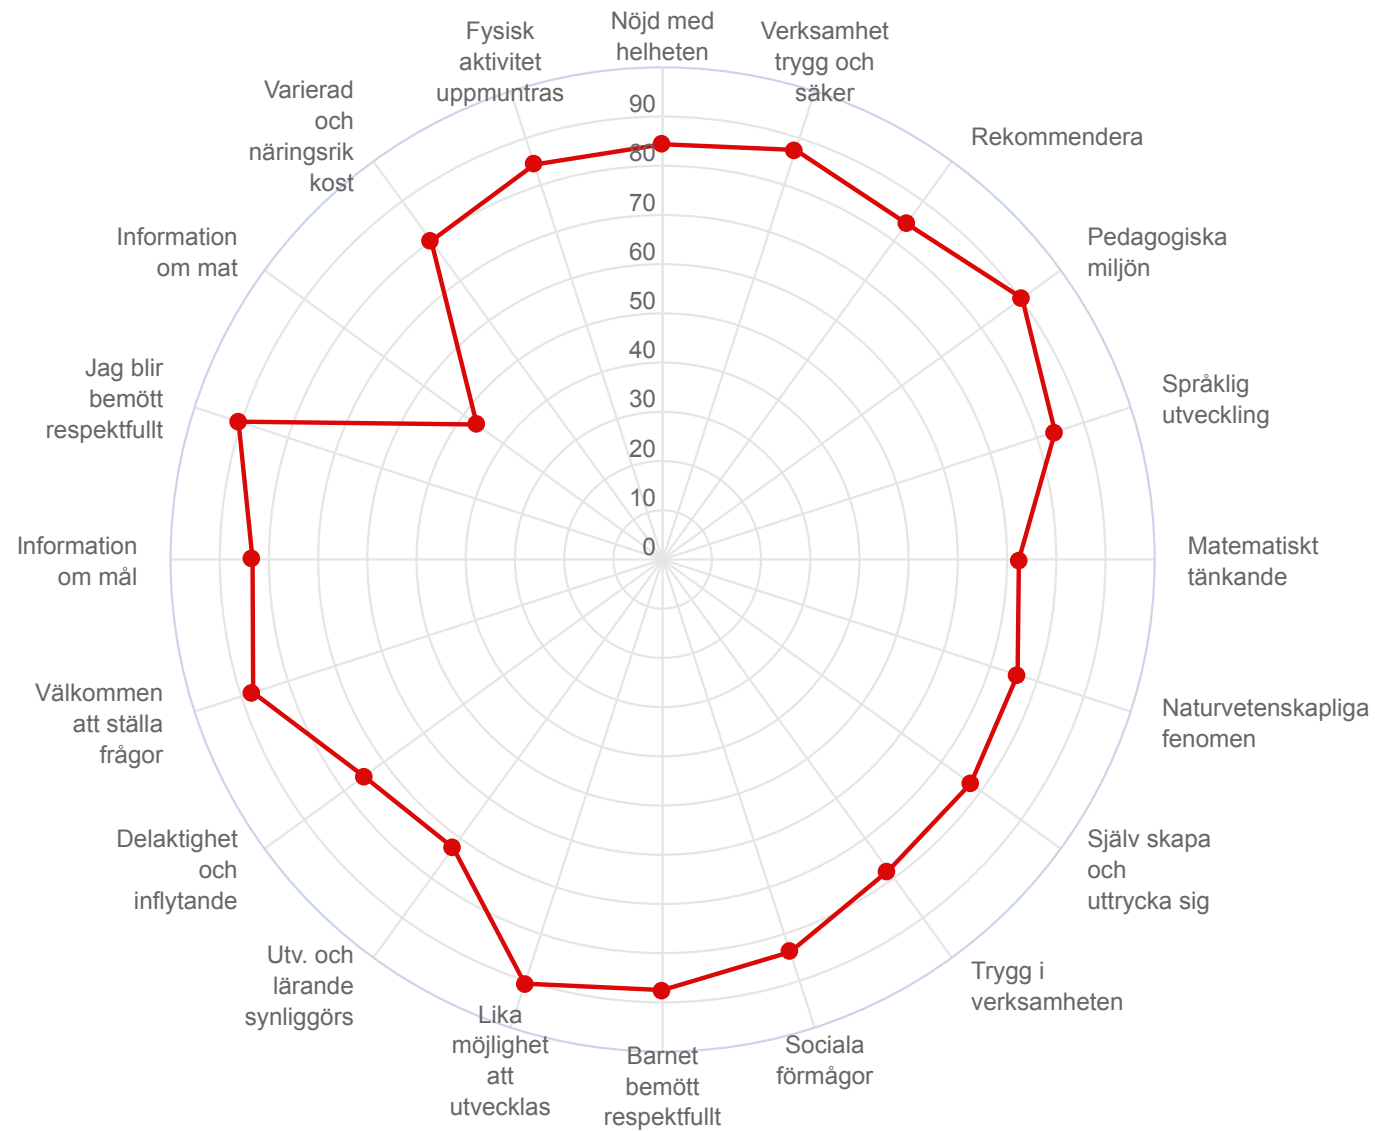 Nöjd med
helheten
Verksamhet
trygg och
säker
Rekommendera
Pedagogiska
miljön
Språklig
utveckling
Matematiskt
tänkande
Naturvetenskapliga
fenomen
Själv skapa
och
uttrycka sig
Trygg i
verksamheten
Sociala
förmågor
Barnet
bemött
respektfullt
Lika
möjlighet
att
utvecklas
Utv. och
lärande
synliggörs
Delaktighet
och
inflytande
Välkommen
att ställa
frågor
Information
om mål
Jag blir
bemött
respektfullt
Information
om mat
Varierad
och
näringsrik
kost
Fysisk
aktivitet
uppmuntras
90
80
70
60
50
40
30
20
10
0